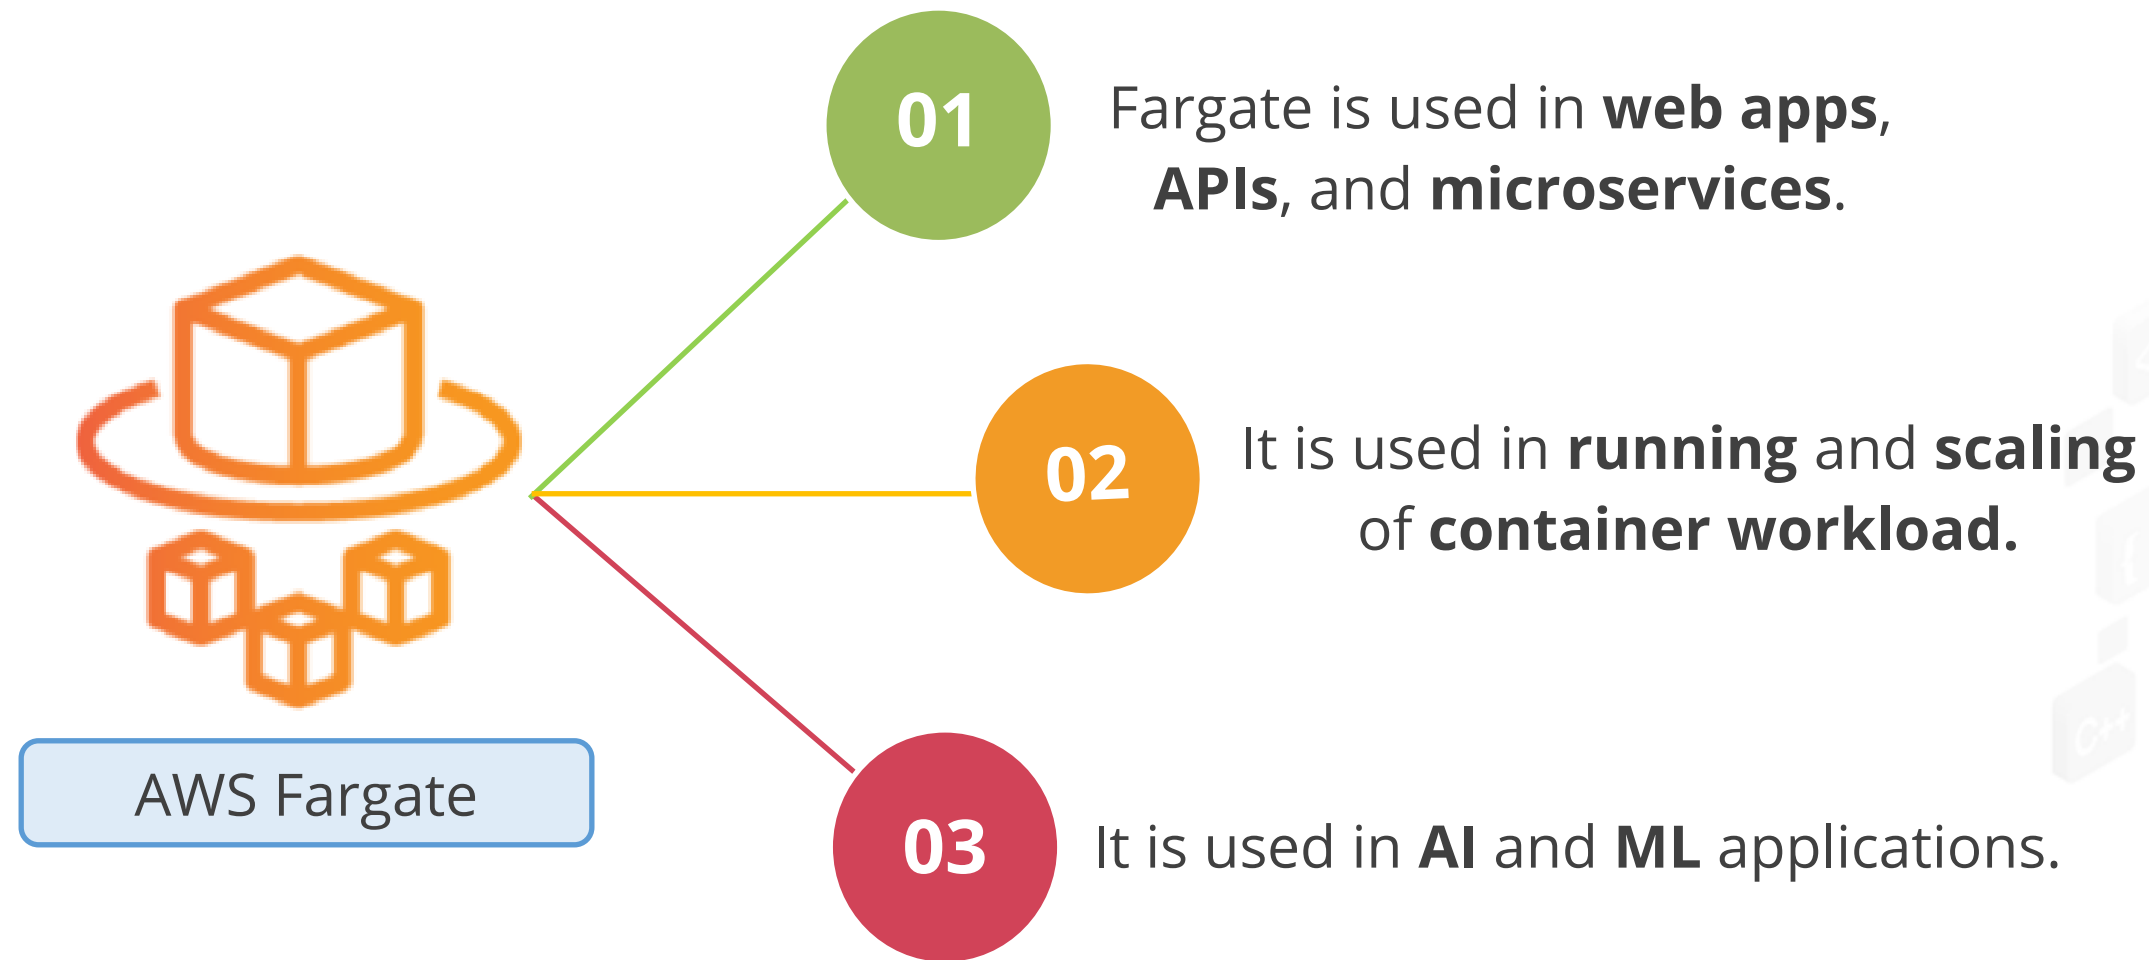 01
Fargate is used in web apps,
APIs, and microservices.
02
It is used in running and scaling
of container workload.
AWS Fargate
03
It is used in AI and ML applications.
C++
{